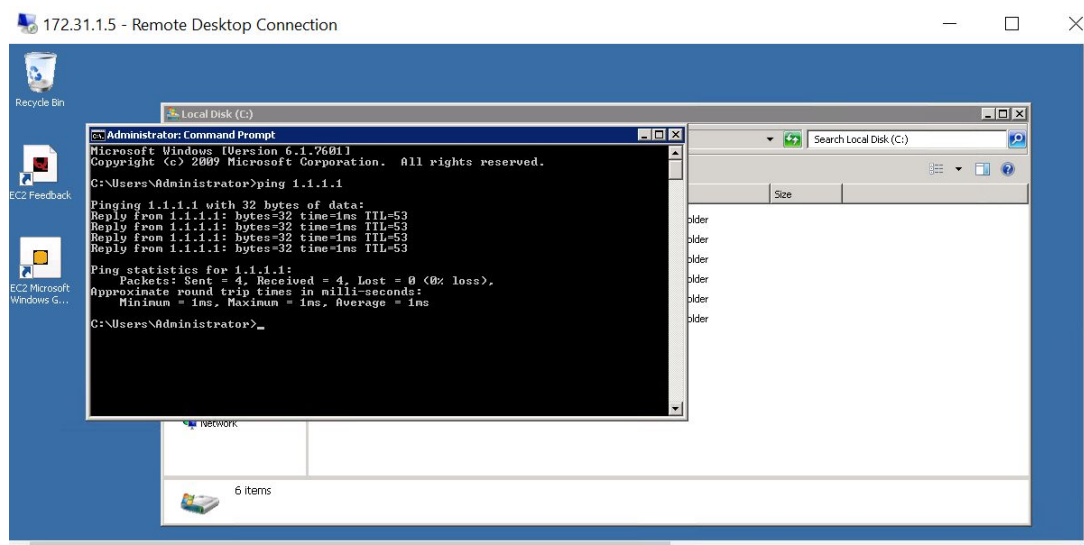 172.31.1.5 - Remote Desktop Connection
Recycle Bin
Local Disk (C:)
Administrator: Command Prompt
Search Local Disk (C:)
Microsoft Windows [Version 6.1.7601]
Copyright (c) 2009 Microsoft Corporation.  All rights reserved.
C:\Users\Administrator>ping 1.1.1.1
Pinging 1.1.1.1 with 32 bytes of data:
Reply from 1.1.1.1: bytes=32 time=1ms TTL=53
Reply from 1.1.1.1: bytes=32 time=1ms TTL=53
Reply from 1.1.1.1: bytes=32 time=1ms TTL=53
Reply from 1.1.1.1: bytes=32 time=1ms TTL=53
Ping statistics for 1.1.1.1:
Packets: Sent = 4, Received = 4, Lost = 0 (0% loss),
Approximate round trip times in milli-seconds:
Minimum = 1ms, Maximum = 1ms, Average = 1ms
C:\Users\Administrator>_
EC2 Feedback
EC2 Microsoft
Windows G...
Size
older
older
older
older
older
older
Network
6 items